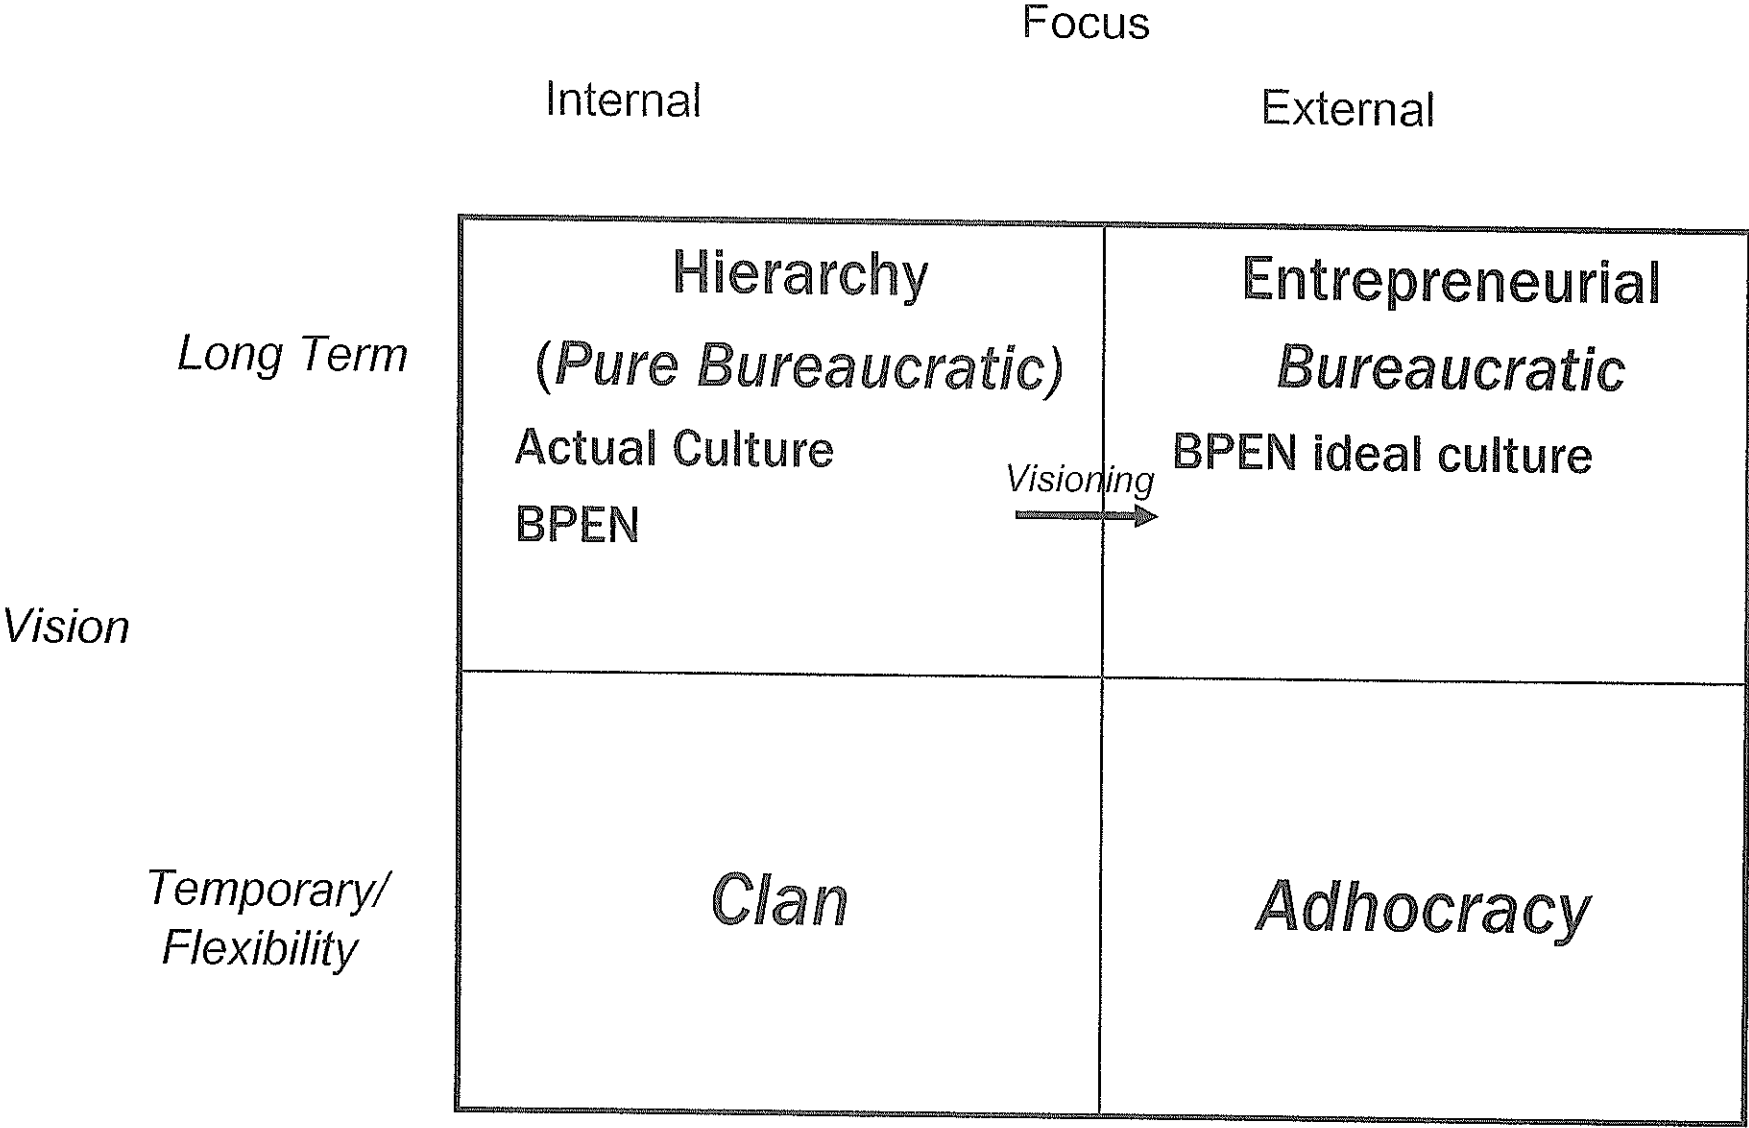 Focus
Internal
External
Hierarchy
(Pure Bureaucratic)
Actual Culture
BPEN
Entrepreneurial
Bureaucratic
BPEN ideal culture
Visioning
Long Term
Vision
Temporary/
Flexibility
Clan
Adhocracy